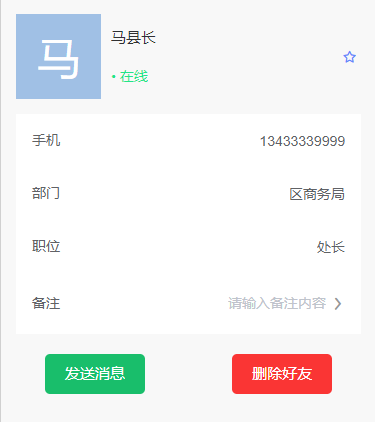 马
马县长
• 在线
手机 13433339999
部门 区商务局
职位 处长
备注 请输入备注内容
发送消息 删除好友